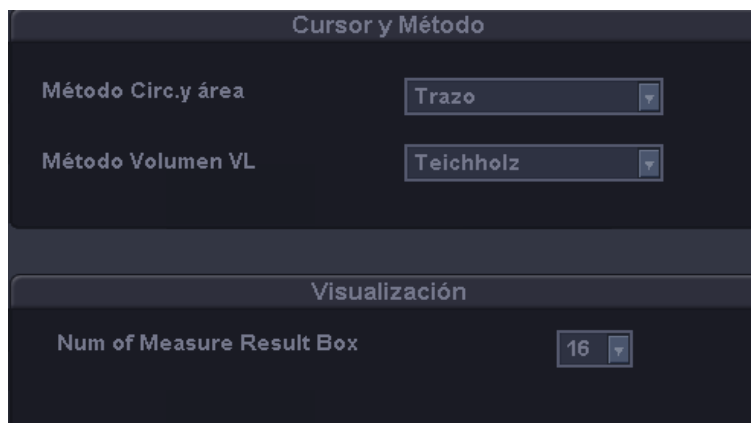 Cursor y Método
Método Circ.y área Trazo
Método Volumen VL Teichholz
Visualización
Num of Measure Result Box 16